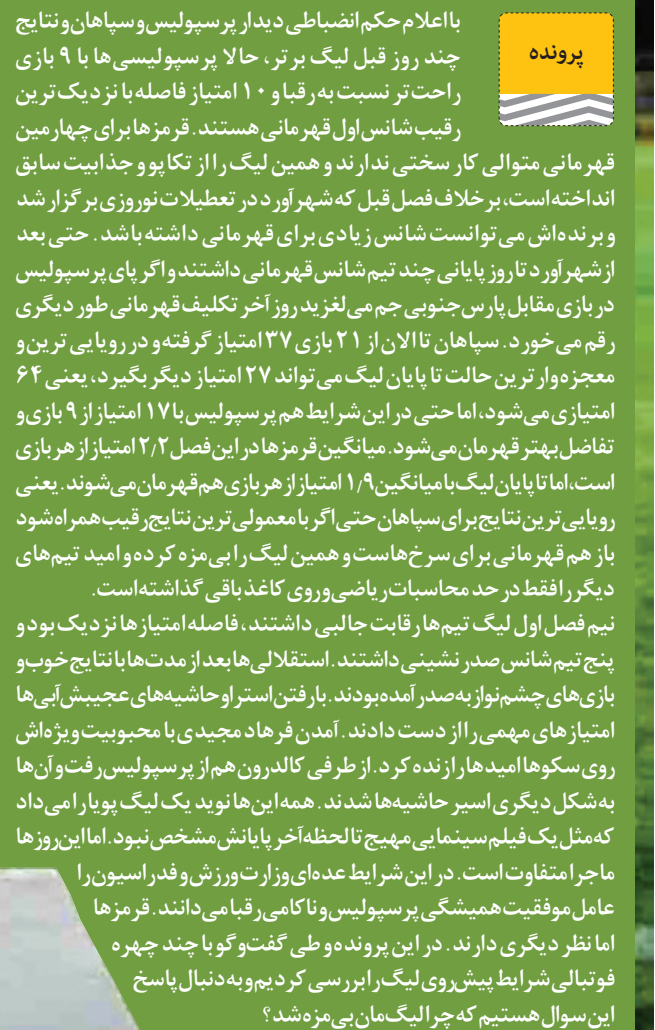 پرونده
با اعلام حکم انضباطی دیدار پرسپولیس و سپاهان و نتایج
چند روز قبل لیگ برتر، حالا پرسپولیسی‌ها با ۹ بازی
راحت‌تر نسبت به رقبا و ۱۰ امتیاز فاصله با نزدیک‌ترین
رقیب شانس اول قهرمانی هستند. قرمزها برای چهارمین
قهرمانی متوالی کار سختی ندارند و همین لیگ را از تکاپو و جذابیت سابق
انداخته است، برخلاف فصل قبل که شهرآورد در تعطیلات نوروزی برگزار شد
و برنده‌اش می‌توانست شانس زیادی برای قهرمانی داشته باشد. حتی بعد
از شهرآورد تا روز پایانی چند تیم شانس قهرمانی داشتند و اگر پای پرسپولیس
در بازی مقابل پارس جنوبی جم می‌لغزید روز آخر تکلیف قهرمانی طور دیگری
رقم می‌خورد. سپاهان تا الان از ۲۱ بازی ۳۷ امتیاز گرفته و در رویایی ترین و
معجزه‌وار ترین حالت تا پایان لیگ می‌تواند ۲۷ امتیاز دیگر بگیرد، یعنی ۶۴
امتیازی می‌شود، اما حتی در این شرایط هم پرسپولیس با ۱۷ امتیاز از ۹ بازی و
تفاضل بهتر قهرمان می‌شود. میانگین قرمزها در این فصل ۲٫۲ امتیاز از هر بازی
است، اما تا پایان لیگ با میانگین ۱٫۹ امتیاز از هر بازی هم قهرمان می‌شوند. یعنی
رویایی‌ترین نتایج برای سپاهان حتی اگر با معمولی ترین نتایج رقیب همراه شود
باز هم قهرمانی برای سرخ‌هاست و همین لیگ را بی‌مزه کرده و امید تیم‌های
دیگر را فقط در حد محاسبات ریاضی و روی کاغذ باقی گذاشته است.
نیم فصل اول لیگ تیم‌ها رقابت جالبی داشتند، فاصله امتیازها نزدیک بود و
پنج تیم شانس صدرنشینی داشتند. استقلالی‌ها بعد از مدت‌ها با نتایج خوب و
بازی‌های چشم‌نواز به صدر آمده بودند. با رفتن استرا و حاشیه‌های عجیبش آبی‌ها
امتیازهای مهمی را از دست دادند. آمدن فرهاد مجیدی با محبوبیت ویژه‌اش
روی سکوها امیدها را زنده کرد. از طرفی کالدرون هم از پرسپولیس رفت و آن‌ها
به شکل دیگری اسیر حاشیه‌ها شدند. همه این‌ها نوید یک لیگ پویا را می‌داد
که مثل یک فیلم سینمایی مهیج تا لحظه آخر پایانش مشخص نبود. اما این روزها
ماجرا متفاوت است. در این شرایط عده‌ای وزارت ورزش و فدراسیون را
عامل موفقیت همیشگی پرسپولیس و ناکامی رقبا می‌دانند. قرمزها
اما نظر دیگری دارند. در این پرونده و طی گفت‌وگو با چند چهره
فوتبالی شرایط پیش‌روی لیگ را بررسی کردیم و به دنبال پاسخ
این سوال هستیم که چرا لیگ‌مان بی‌مزه شد؟